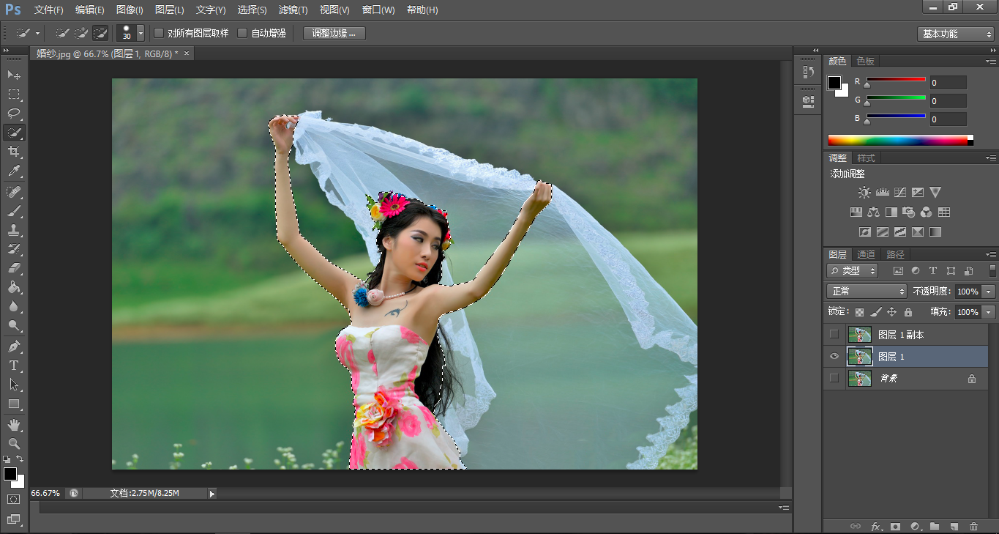 Ps 文件(F) 编辑(E) 图像(I) 图层(L) 文字(Y) 选择(S) 滤镜(T) 视图(V) 窗口(W) 帮助(H)
30 对所有图层取样 自动增强 调整边缘 ... 基本功能
婚纱.jpg @ 66.7% (图层 1, RGB/8) * ×
颜色 色板
R 0
G 0
B 0
调整 样式
添加调整
图层 通道 路径
类型 T
正常 不透明度: 100%
锁定: 填充: 100%
图层 1 副本
图层 1
背景
T
66.67% 文档:2.75M/8.25M
fx